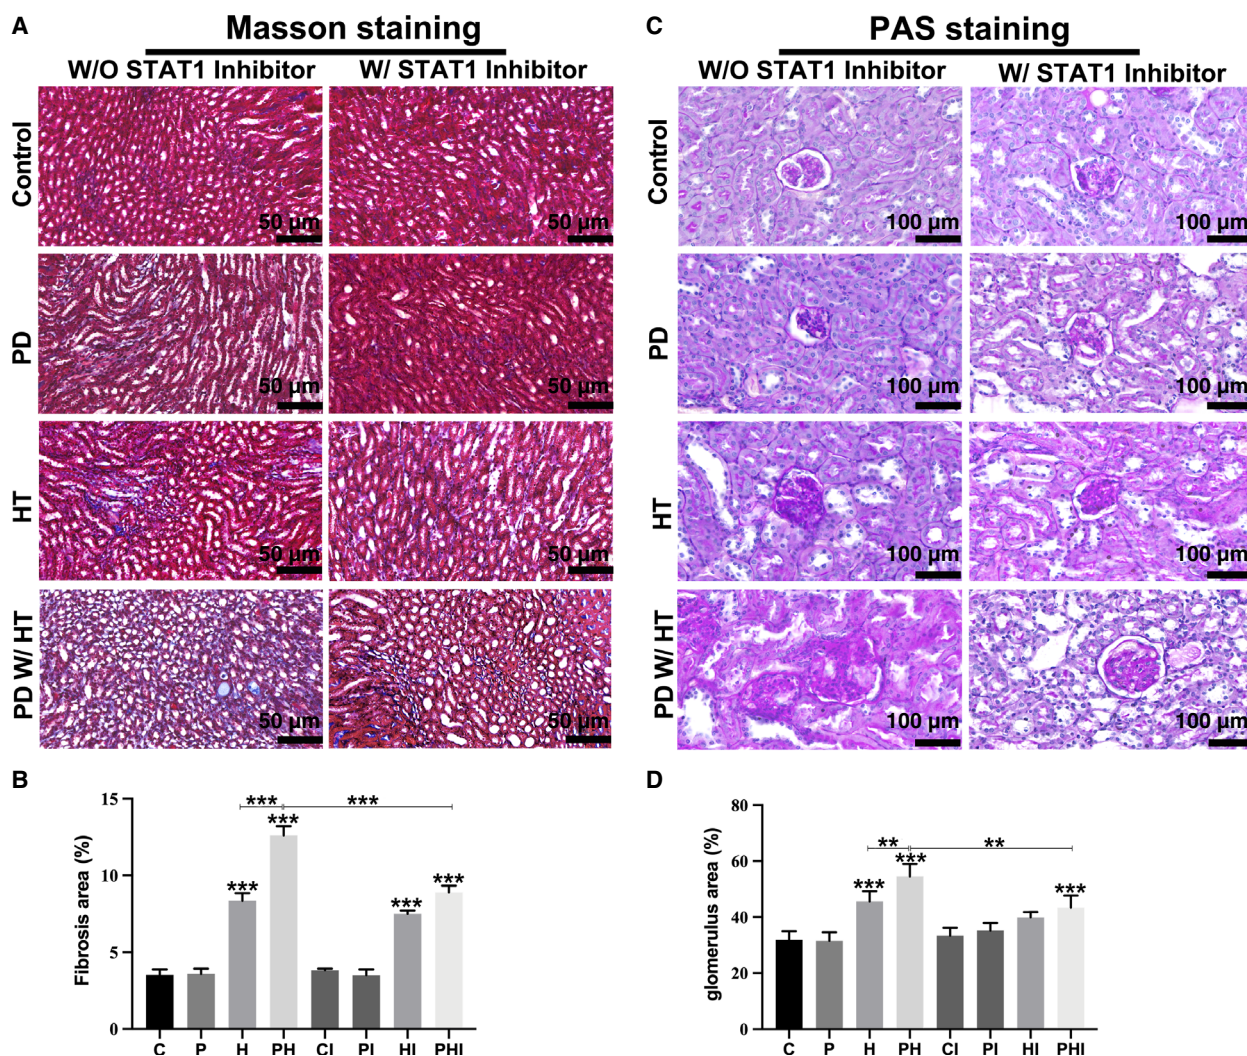 A
Masson staining
W/O STAT1 Inhibitor W/ STAT1 Inhibitor
Control
50 µm 50 µm
PD
50 µm 50 µm
HT
50 µm 50 µm
PD W/ HT
50 µm 50 µm
C
PAS staining
W/O STAT1 Inhibitor W/ STAT1 Inhibitor
Control
100 µm 100 µm
PD
100 µm 100 µm
HT
100 µm 100 µm
PD W/ HT
100 µm 100 µm
B
Fibrosis area (%)
15
10
5
0
*** ***
***
***
***
***
C P H PH CI PI HI PHI
D
glomerulus area (%)
80
60
40
20
0
** **
***
***
***
C P H PH CI PI HI PHI